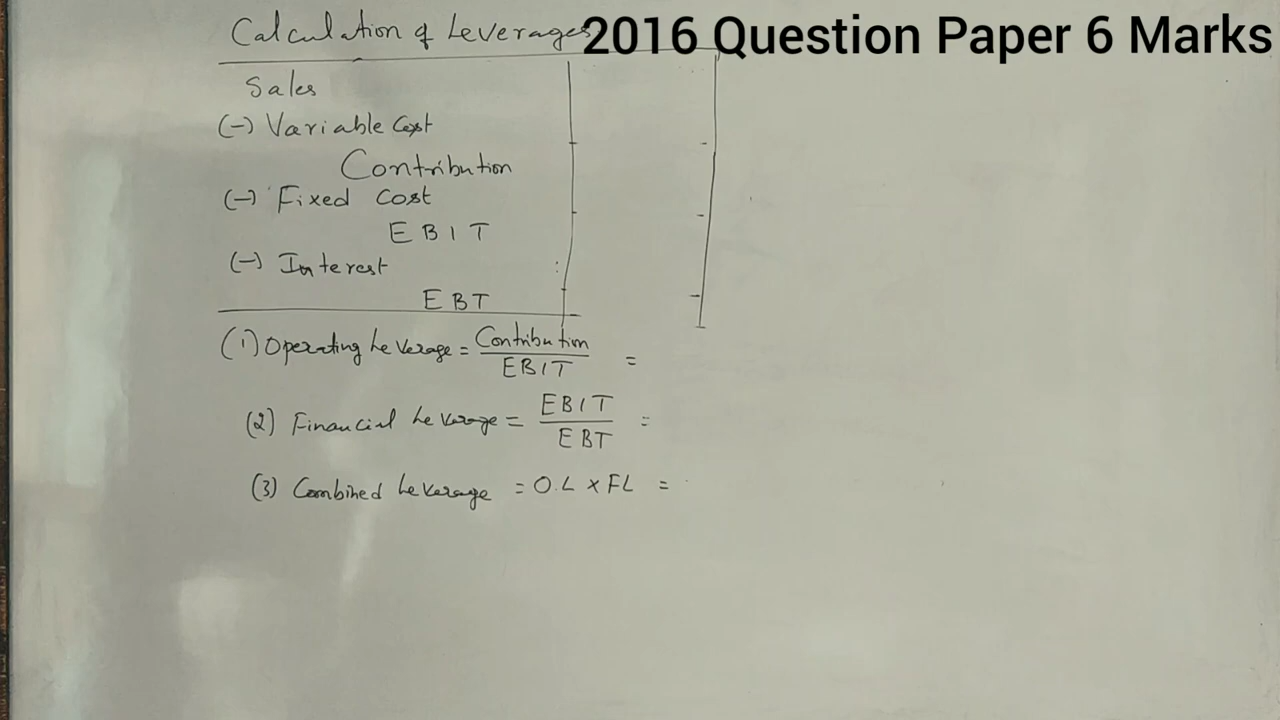 Calculation of Leverages
2016 Question Paper 6 Marks
Sales
(-) Variable Cost
Contribution
(-) Fixed Cost
EBIT
(-) Interest
EBT
(1) Operating Leverage = Contribution / EBIT =
(2) Financial Leverage = EBIT / EBT =
(3) Combined Leverage = O.L x FL =